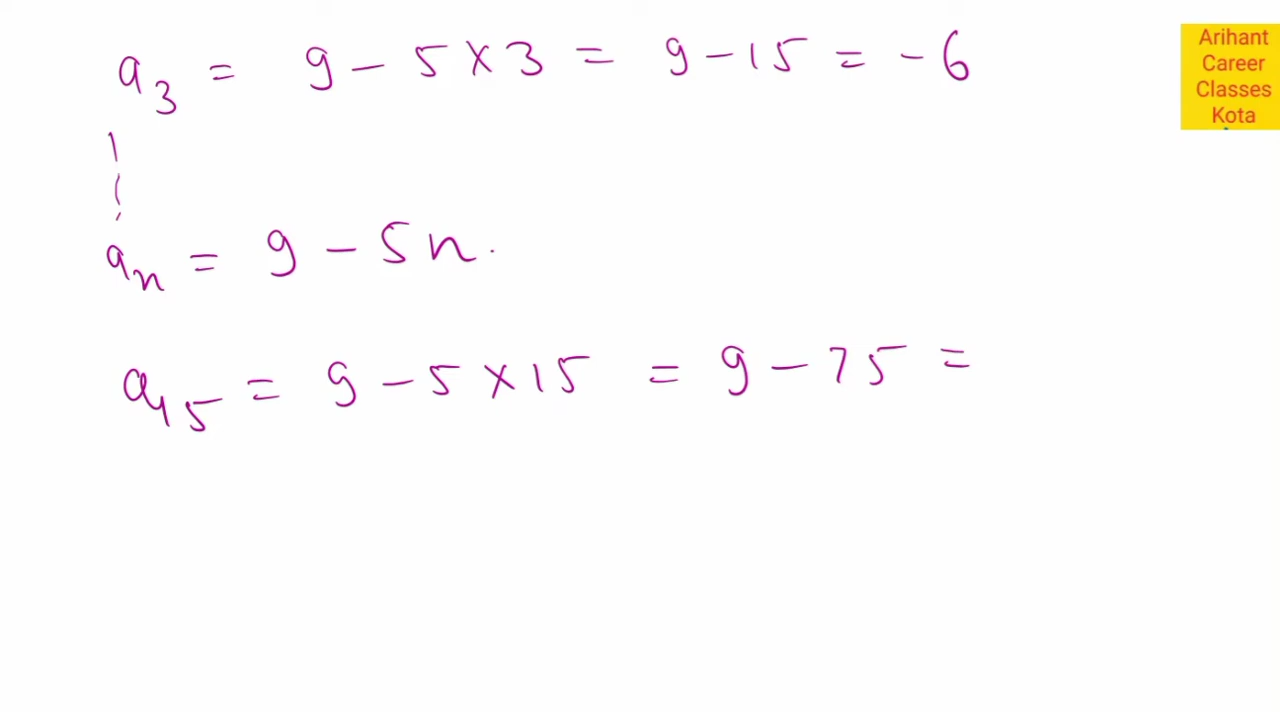 a₃ = 9 - 5 × 3 = 9 - 15 = -6
aₙ = 9 - 5n.
a₁₅ = 9 - 5 × 15 = 9 - 75 =
Arihant
Career
Classes
Kota